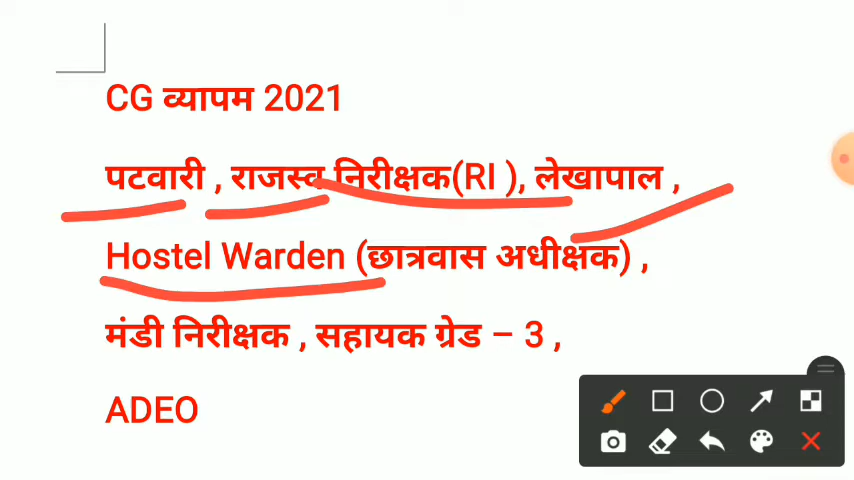 CG व्यापम 2021
पटवारी , राजस्व निरीक्षक(RI ), लेखापाल ,
Hostel Warden (छात्रवास अधीक्षक) ,
मंडी निरीक्षक , सहायक ग्रेड – 3 ,
ADEO